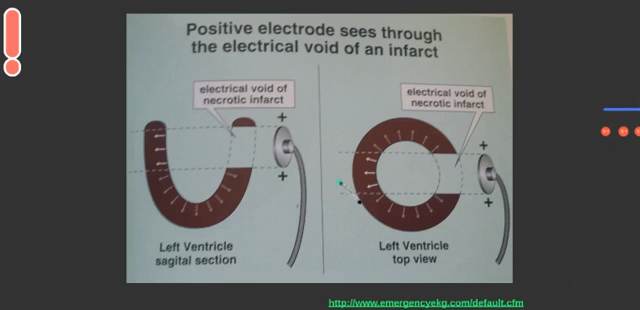 Positive electrode sees through
the electrical void of an infarct
electrical void of
necrotic infarct
+
+
Left Ventricle
sagital section
electrical void of
necrotic infarct
+
+
Left Ventricle
top view
http://www.emergencyekg.com/default.cfm